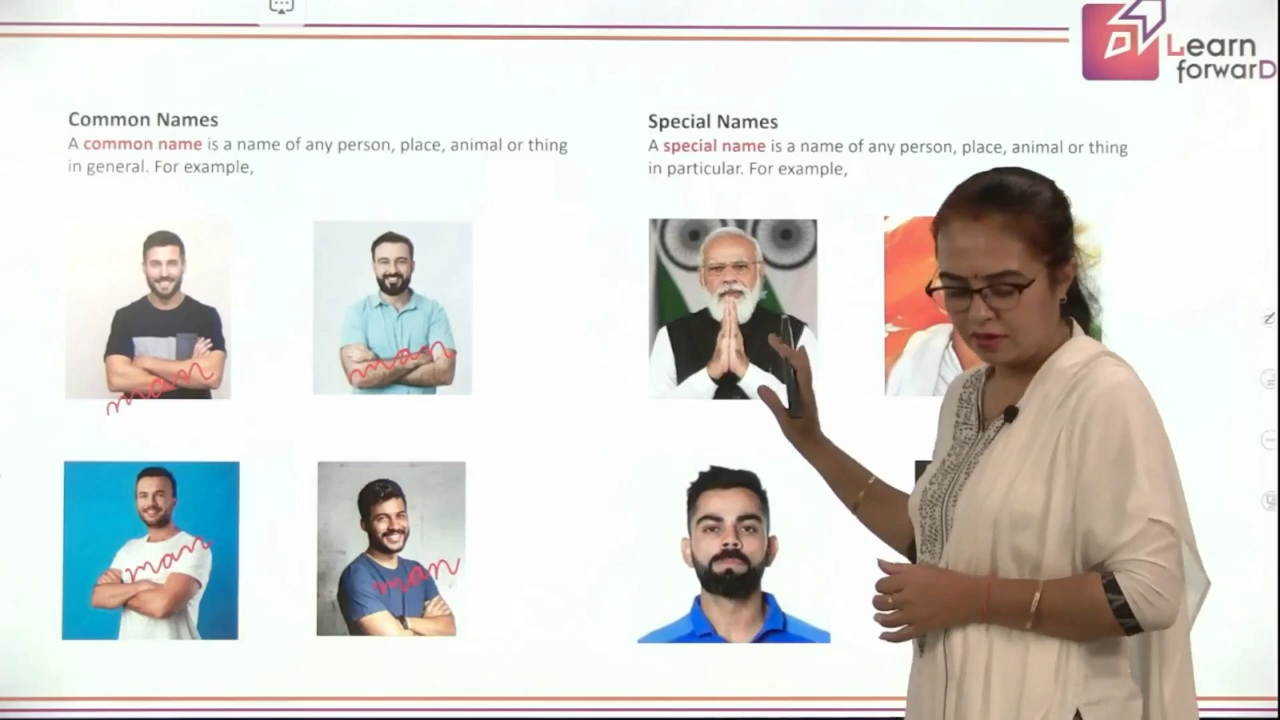 Learn
forwarD
Common Names
A common name is a name of any person, place, animal or thing
in general. For example,
Special Names
A special name is a name of any person, place, animal or thing
in particular. For example,
man
man
man
man